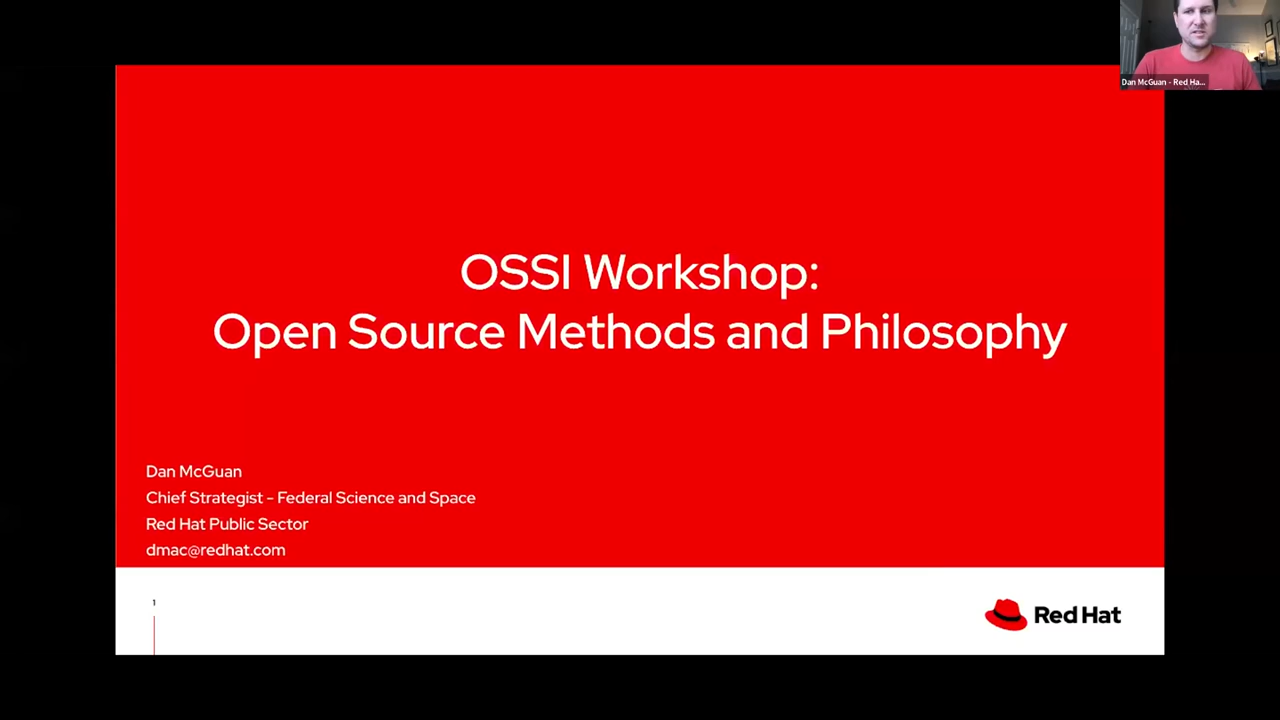 Dan McGuan - Red Ha...
OSSI Workshop:
Open Source Methods and Philosophy
Dan McGuan
Chief Strategist - Federal Science and Space
Red Hat Public Sector
dmac@redhat.com
1
Red Hat